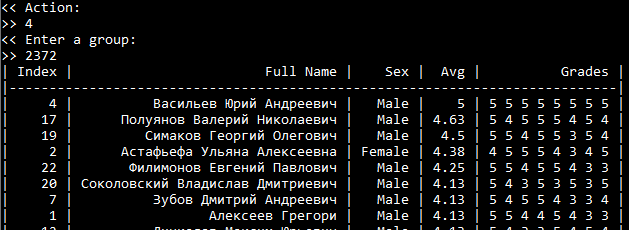 << Action:
>> 4
<< Enter a group:
>> 2372
| Index | Full Name | Sex | Avg | Grades |
|-----------------------------------------------------------------------------|
| 4 | Васильев Юрий Андреевич | Male | 5 | 5 5 5 5 5 5 5 5 |
| 17 | Полуянов Валерий Николаевич | Male | 4.63 | 5 4 5 5 5 4 5 4 |
| 19 | Симаков Георгий Олегович | Male | 4.5 | 5 5 4 5 5 5 3 4 |
| 2 | Астафьефа Ульяна Алексеевна | Female | 4.38 | 4 5 5 5 4 3 4 5 |
| 22 | Филимонов Евгений Павлович | Male | 4.25 | 5 5 4 5 5 4 3 3 |
| 20 | Соколовский Владислав Дмитриевич | Male | 4.13 | 5 4 3 3 5 3 5 5 |
| 7 | Зубов Дмитрий Андреевич | Male | 4.13 | 5 4 5 5 3 3 4 4 |
| 1 | Алексеев Грегори | Male | 4.13 | 5 5 4 4 5 4 3 3 |